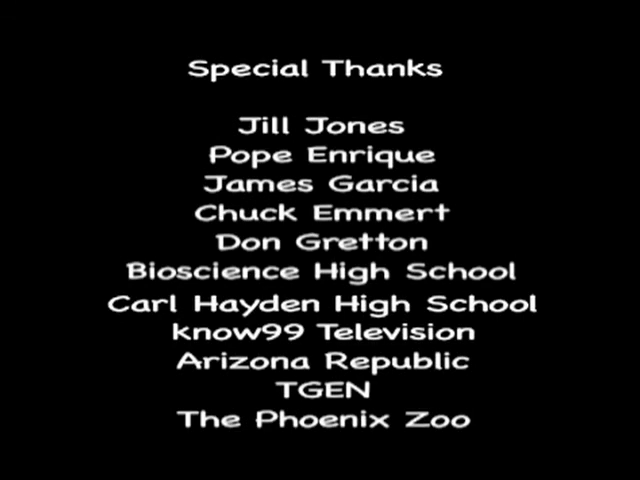 Special Thanks
Jill Jones
Pope Enrique
James Garcia
Chuck Emmert
Don Gretton
Bioscience High School
Carl Hayden High School
know99 Television
Arizona Republic
TGEN
The Phoenix Zoo